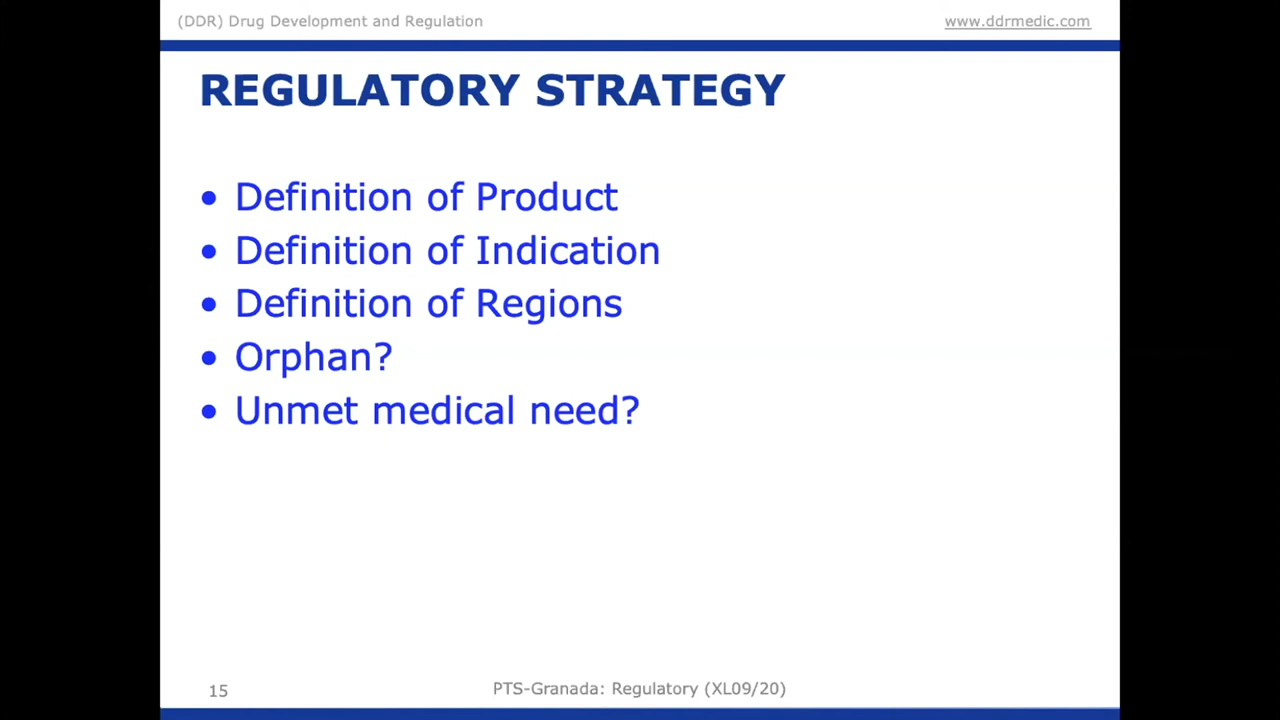 (DDR) Drug Development and Regulation
www.ddrmedic.com
REGULATORY STRATEGY
• Definition of Product
• Definition of Indication
• Definition of Regions
• Orphan?
• Unmet medical need?
15
PTS-Granada: Regulatory (XL09/20)